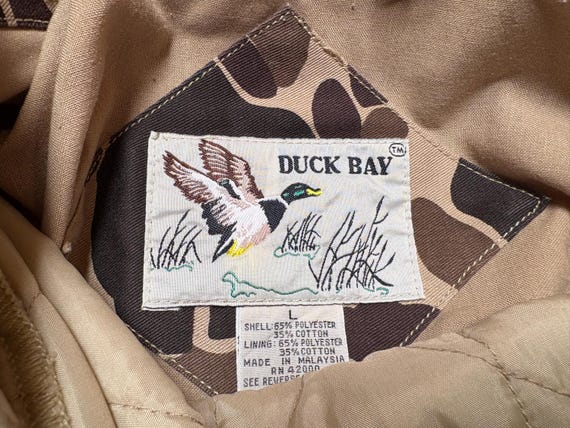 DUCK BAY TM
L
SHELL: 65% POLYESTER
35% COTTON
LINING: 65% POLYESTER
35% COTTON
MADE IN MALAYSIA
RN 42000
SEE REVERSE